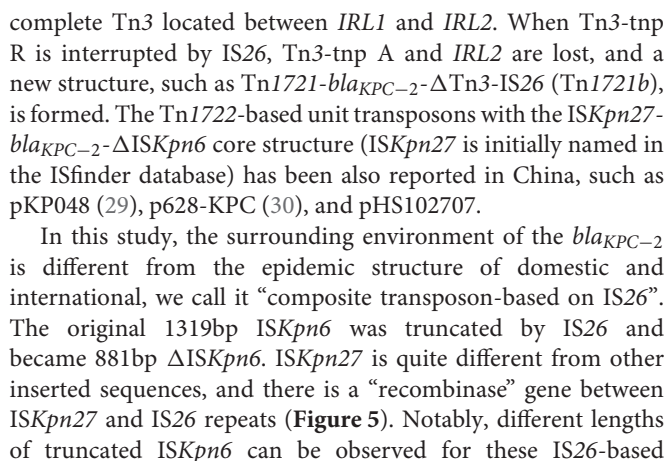 complete Tn3 located between IRL1 and IRL2. When Tn3-tnp
R is interrupted by IS26, Tn3-tnp A and IRL2 are lost, and a
new structure, such as Tn1721-blaKPC−2-ΔTn3-IS26 (Tn1721b),
is formed. The Tn1722-based unit transposons with the ISKpn27-
blaKPC−2-ΔISKpn6 core structure (ISKpn27 is initially named in
the ISfinder database) has been also reported in China, such as
pKP048 (29), p628-KPC (30), and pHS102707.
In this study, the surrounding environment of the blaKPC−2
is different from the epidemic structure of domestic and
international, we call it “composite transposon-based on IS26”.
The original 1319bp ISKpn6 was truncated by IS26 and
became 881bp ΔISKpn6. ISKpn27 is quite different from other
inserted sequences, and there is a “recombinase” gene between
ISKpn27 and IS26 repeats (Figure 5). Notably, different lengths
of truncated ISKpn6 can be observed for these IS26-based